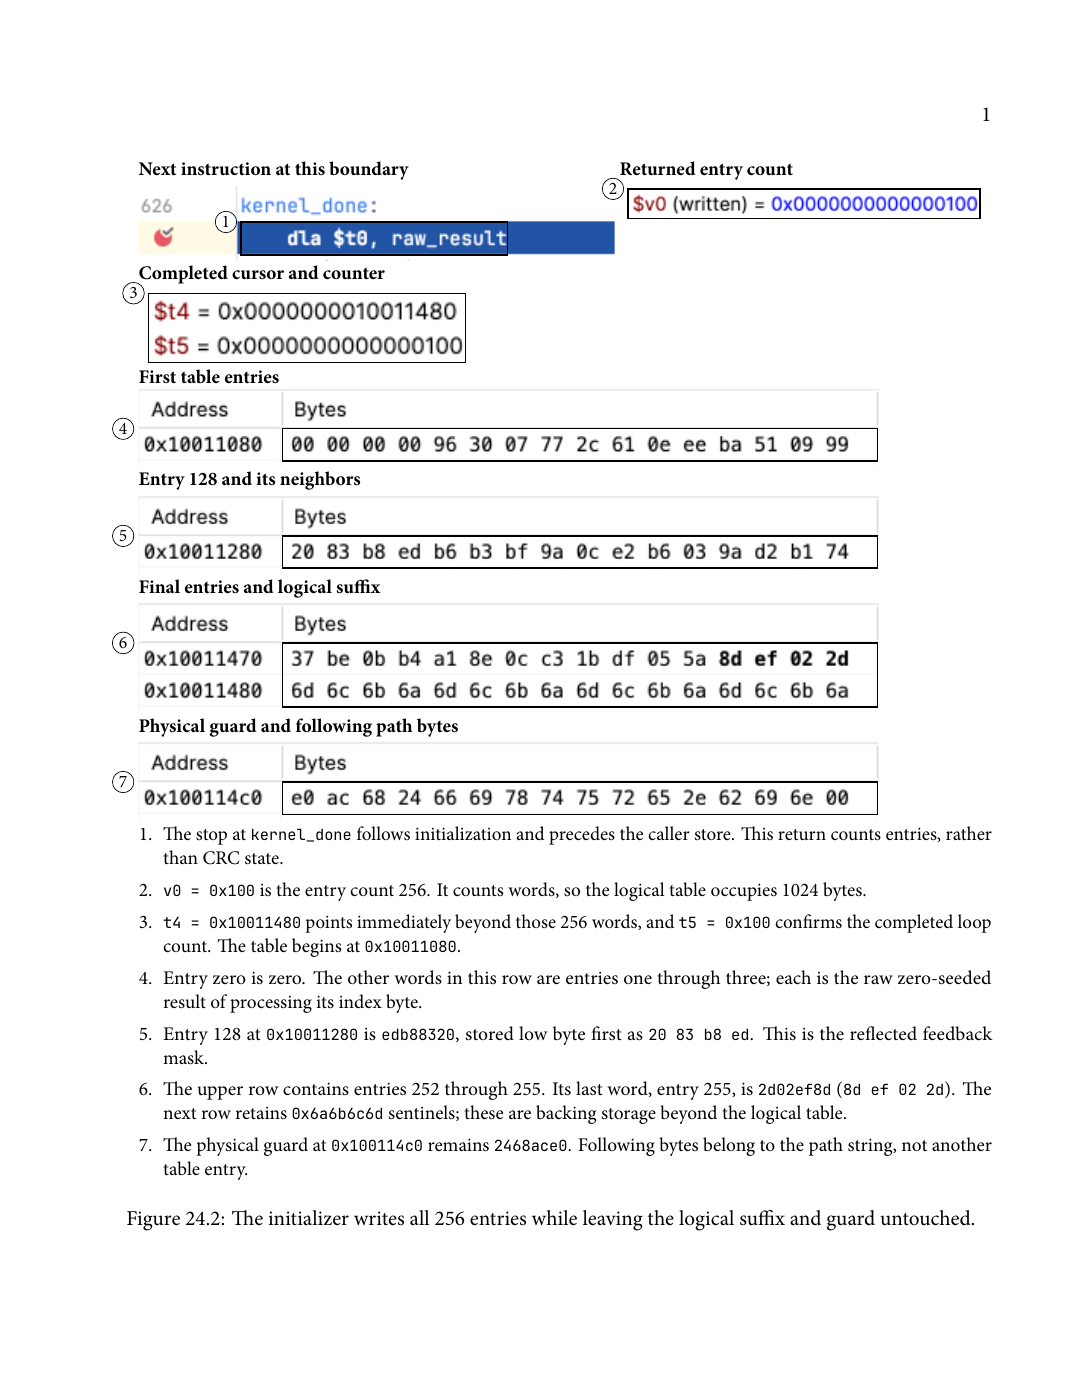 1
Next instruction at this boundary
Returned entry count
2
$v0 (written) = 0x0000000000000100
626 kernel_done:
1
dla $t0, raw_result
Completed cursor and counter
3
$t4 = 0x0000000010011480
$t5 = 0x0000000000000100
First table entries
Address Bytes
4
0x10011080 00 00 00 00 96 30 07 77 2c 61 0e ee ba 51 09 99
Entry 128 and its neighbors
Address Bytes
5
0x10011280 20 83 b8 ed b6 b3 bf 9a 0c e2 b6 03 9a d2 b1 74
Final entries and logical suffix
Address Bytes
6
0x10011470 37 be 0b b4 a1 8e 0c c3 1b df 05 5a 8d ef 02 2d
0x10011480 6d 6c 6b 6a 6d 6c 6b 6a 6d 6c 6b 6a 6d 6c 6b 6a
Physical guard and following path bytes
Address Bytes
7
0x100114c0 e0 ac 68 24 66 69 78 74 75 72 65 2e 62 69 6e 00
1. The stop at kernel_done follows initialization and precedes the caller store. This return counts entries, rather
than CRC state.
2. v0 = 0x100 is the entry count 256. It counts words, so the logical table occupies 1024 bytes.
3. t4 = 0x10011480 points immediately beyond those 256 words, and t5 = 0x100 confirms the completed loop
count. The table begins at 0x10011080.
4. Entry zero is zero. The other words in this row are entries one through three; each is the raw zero-seeded
result of processing its index byte.
5. Entry 128 at 0x10011280 is edb88320, stored low byte first as 20 83 b8 ed. This is the reflected feedback
mask.
6. The upper row contains entries 252 through 255. Its last word, entry 255, is 2d02ef8d (8d ef 02 2d). The
next row retains 0x6a6b6c6d sentinels; these are backing storage beyond the logical table.
7. The physical guard at 0x100114c0 remains 2468ace0. Following bytes belong to the path string, not another
table entry.
Figure 24.2: The initializer writes all 256 entries while leaving the logical suffix and guard untouched.